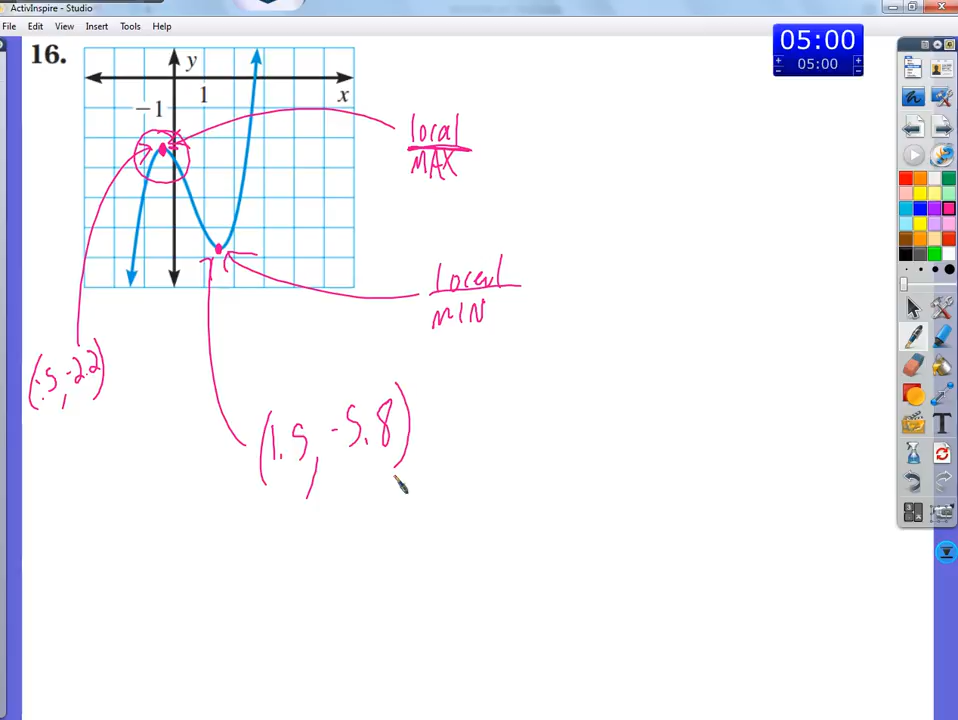 ActivInspire - Studio
File Edit View Insert Tools Help
05:00
05:00
16.
y
1
x
-1
local
MAX
local
MIN
(.5, -2.2)
(1.5, -5.8)
T